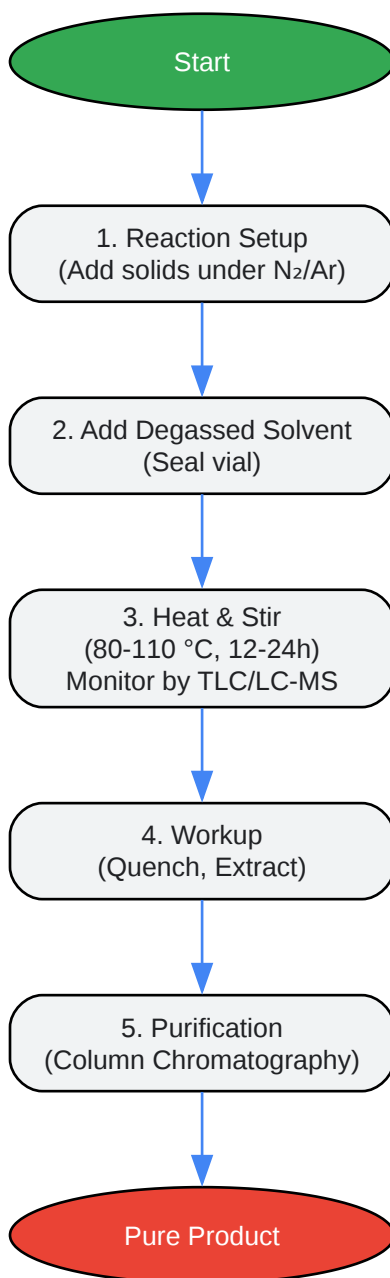 Start
1. Reaction Setup
(Add solids under N₂/Ar)
2. Add Degassed Solvent
(Seal vial)
3. Heat & Stir
(80-110 °C, 12-24h)
Monitor by TLC/LC-MS
4. Workup
(Quench, Extract)
5. Purification
(Column Chromatography)
Pure Product